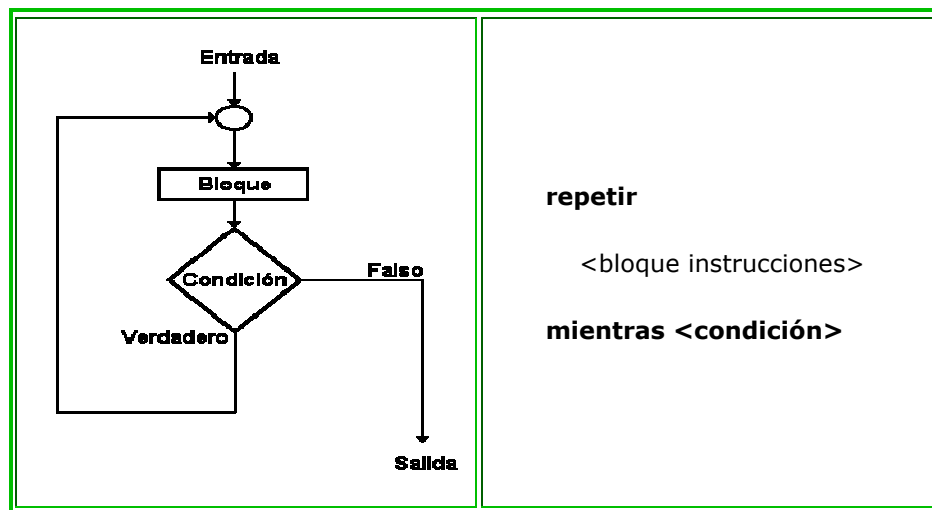 Entrada
Bloque
Condición
Falso
Verdadero
Salida
repetir
<bloque instrucciones>
mientras <condición>